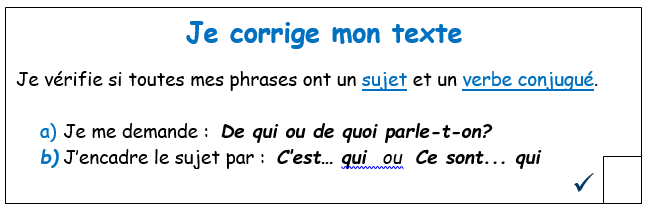 Je corrige mon texte
Je vérifie si toutes mes phrases ont un sujet et un verbe conjugué.
a) Je me demande : De qui ou de quoi parle-t-on?
b) J’encadre le sujet par : C’est… qui ou Ce sont... qui